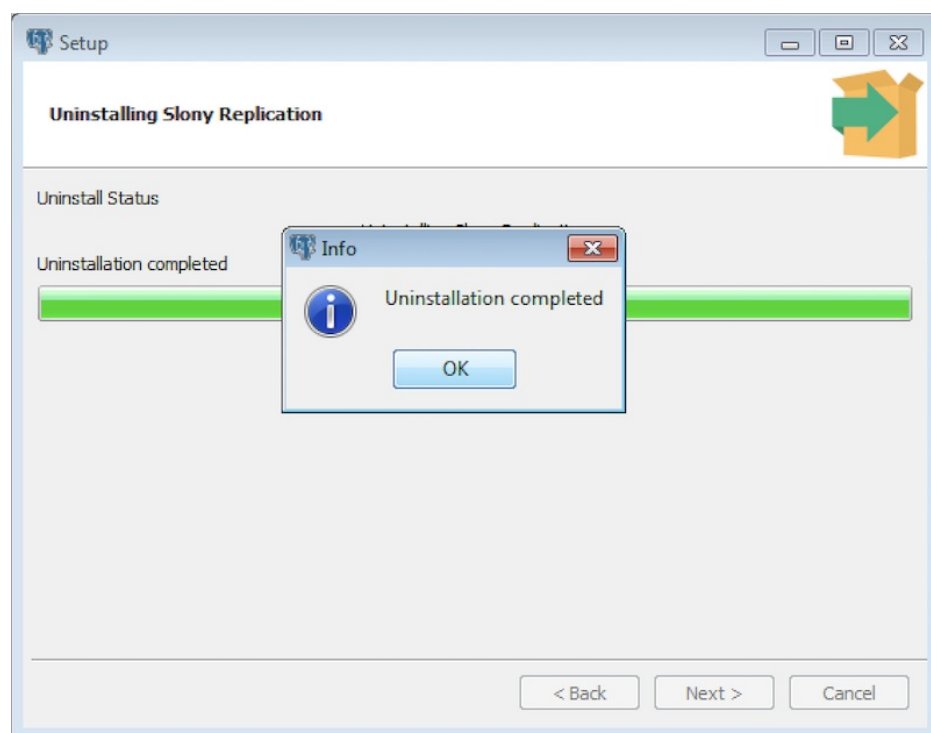 Setup
Uninstalling Slony Replication
Uninstall Status
Info
Uninstallation completed
Uninstallation completed
OK
< Back
Next >
Cancel